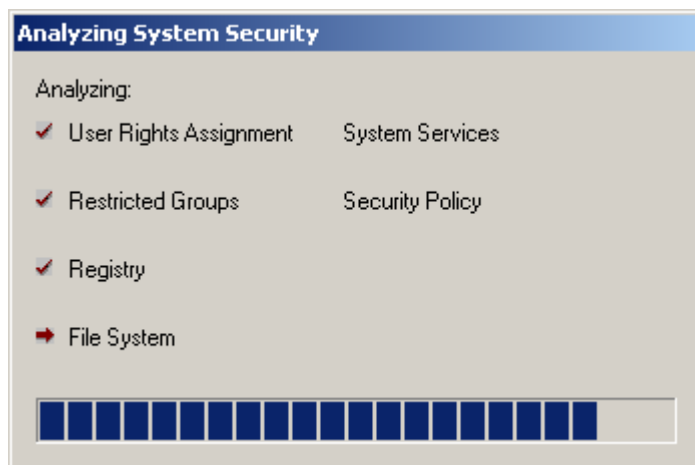 Analyzing System Security
Analyzing:
User Rights Assignment System Services
Restricted Groups Security Policy
Registry
File System